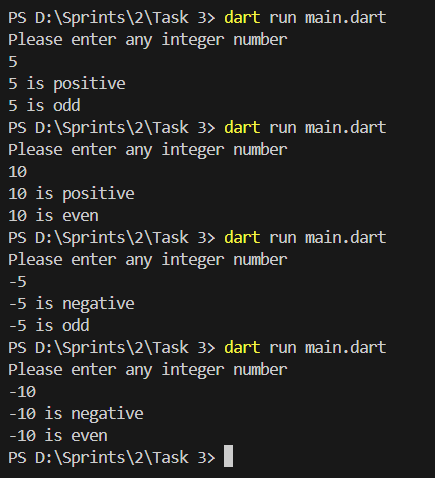 PS D:\Sprints\2\Task 3> dart run main.dart
Please enter any integer number
5
5 is positive
5 is odd
PS D:\Sprints\2\Task 3> dart run main.dart
Please enter any integer number
10
10 is positive
10 is even
PS D:\Sprints\2\Task 3> dart run main.dart
Please enter any integer number
-5
-5 is negative
-5 is odd
PS D:\Sprints\2\Task 3> dart run main.dart
Please enter any integer number
-10
-10 is negative
-10 is even
PS D:\Sprints\2\Task 3>